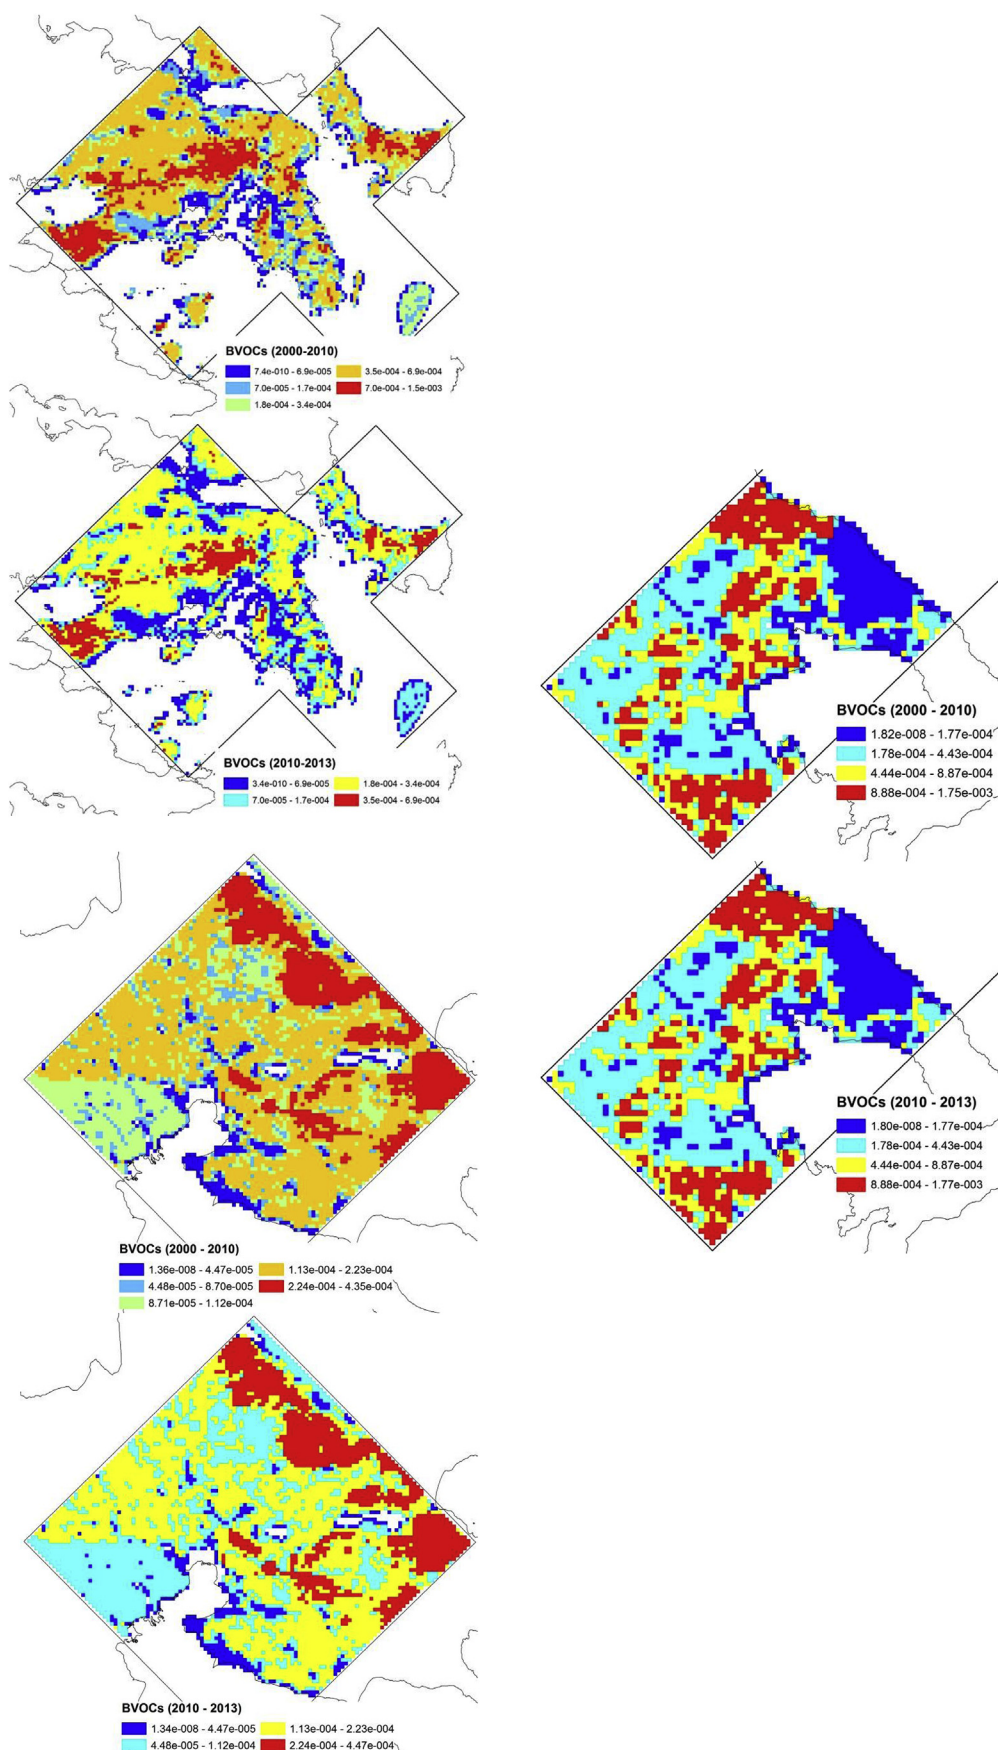 BVOCs (2000-2010)
7.4e-010 - 6.9e-005 3.5e-004 - 6.9e-004
7.0e-005 - 1.7e-004 7.0e-004 - 1.5e-003
1.8e-004 - 3.4e-004
BVOCs (2010-2013)
3.4e-010 - 6.9e-005 1.8e-004 - 3.4e-004
7.0e-005 - 1.7e-004 3.5e-004 - 6.9e-004
BVOCs (2000 - 2010)
1.82e-008 - 1.77e-004
1.78e-004 - 4.43e-004
4.44e-004 - 8.87e-004
8.88e-004 - 1.75e-003
BVOCs (2010 - 2013)
1.80e-008 - 1.77e-004
1.78e-004 - 4.43e-004
4.44e-004 - 8.87e-004
8.88e-004 - 1.77e-003
BVOCs (2000 - 2010)
1.36e-008 - 4.47e-005 1.13e-004 - 2.23e-004
4.48e-005 - 8.70e-005 2.24e-004 - 4.35e-004
8.71e-005 - 1.12e-004
BVOCs (2010 - 2013)
1.34e-008 - 4.47e-005 1.13e-004 - 2.23e-004
4.48e-005 - 1.12e-004 2.24e-004 - 4.47e-004